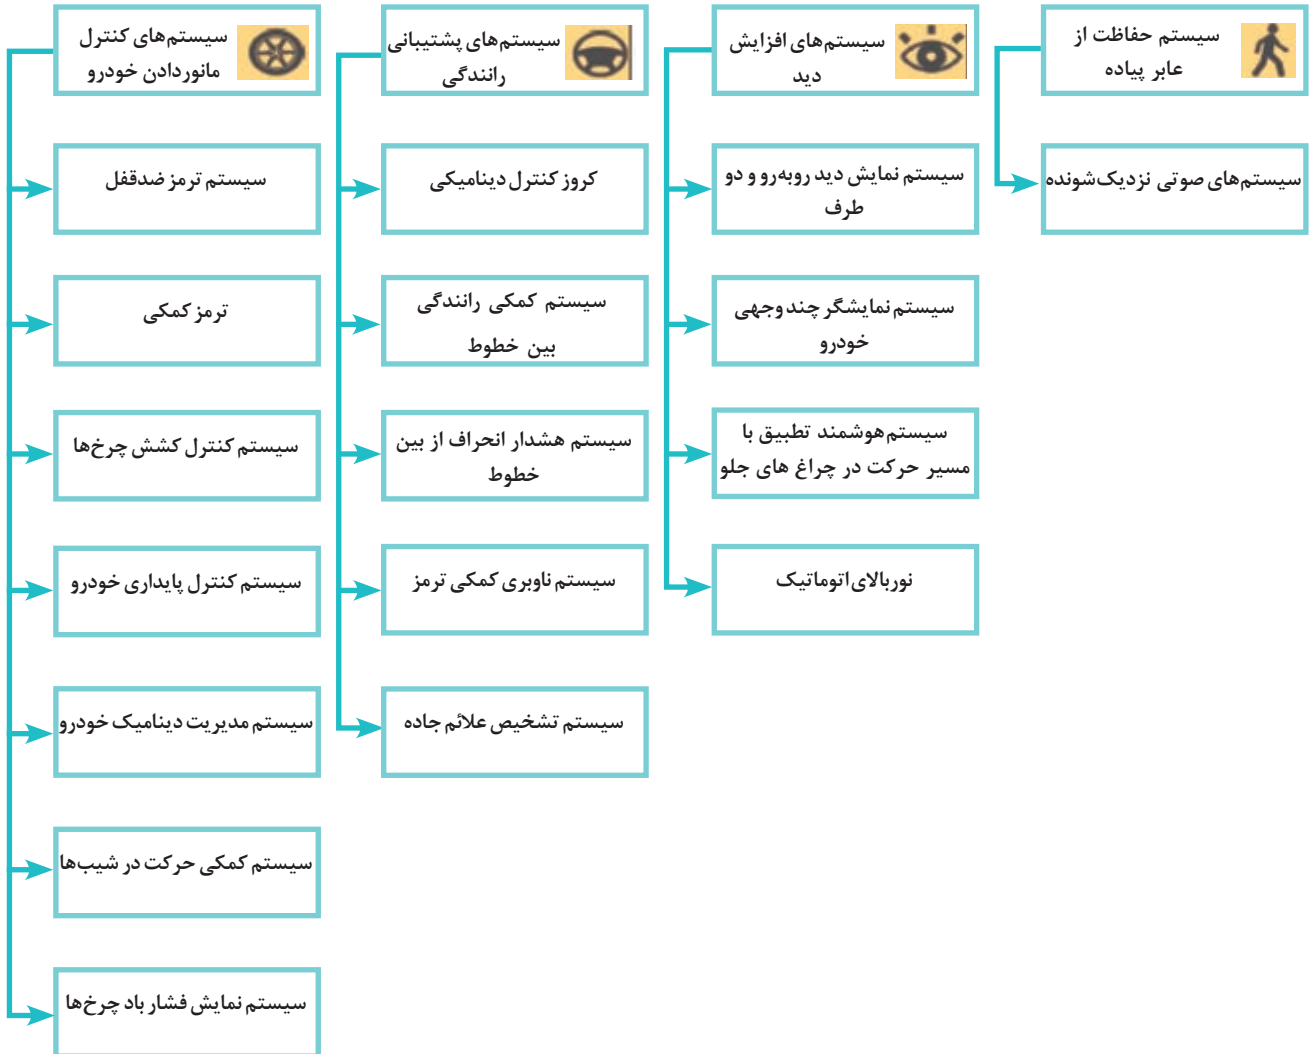 سیستم حفاظت از
عابر پیاده
سیستم‌های صوتی نزدیک‌شونده
سیستم‌های افزایش
دید
سیستم نمایش دید روبه‌رو و دو
طرف
سیستم نمایشگر چندوجهی
خودرو
سیستم هوشمند تطبیق با
مسیر حرکت در چراغ های جلو
نوربالای اتوماتیک
سیستم‌های پشتیبانی
رانندگی
کروز کنترل دینامیکی
سیستم کمکی رانندگی
بین خطوط
سیستم هشدار انحراف از بین
خطوط
سیستم ناوبری کمکی ترمز
سیستم تشخیص علائم جاده
سیستم‌های کنترل
مانوردادن خودرو
سیستم ترمز ضدقفل
ترمز کمکی
سیستم کنترل کشش چرخ‌ها
سیستم کنترل پایداری خودرو
سیستم مدیریت دینامیک خودرو
سیستم کمکی حرکت در شیب‌ها
سیستم نمایش فشار باد چرخ‌ها